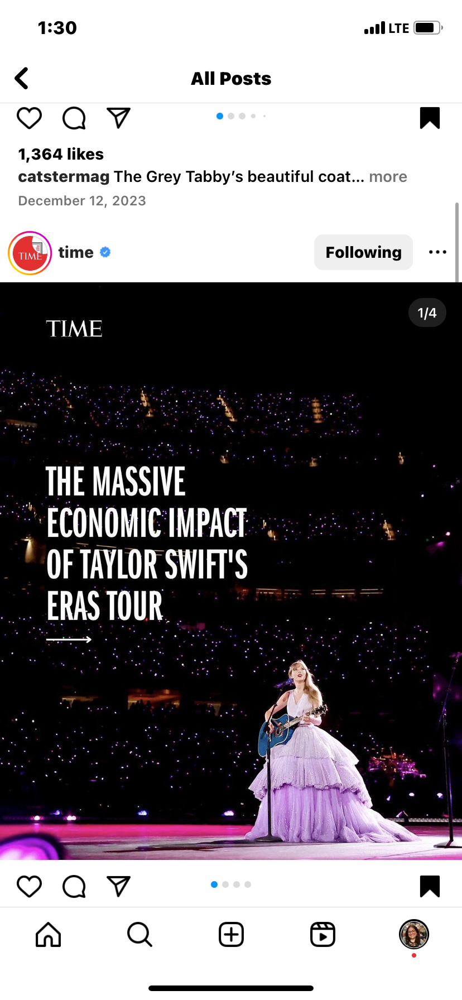 1:30
LTE
All Posts
1,364 likes
catstermag The Grey Tabby’s beautiful coat... more
December 12, 2023
TIME
time
Following
1/4
TIME
THE MASSIVE
ECONOMIC IMPACT
OF TAYLOR SWIFT'S
ERAS TOUR